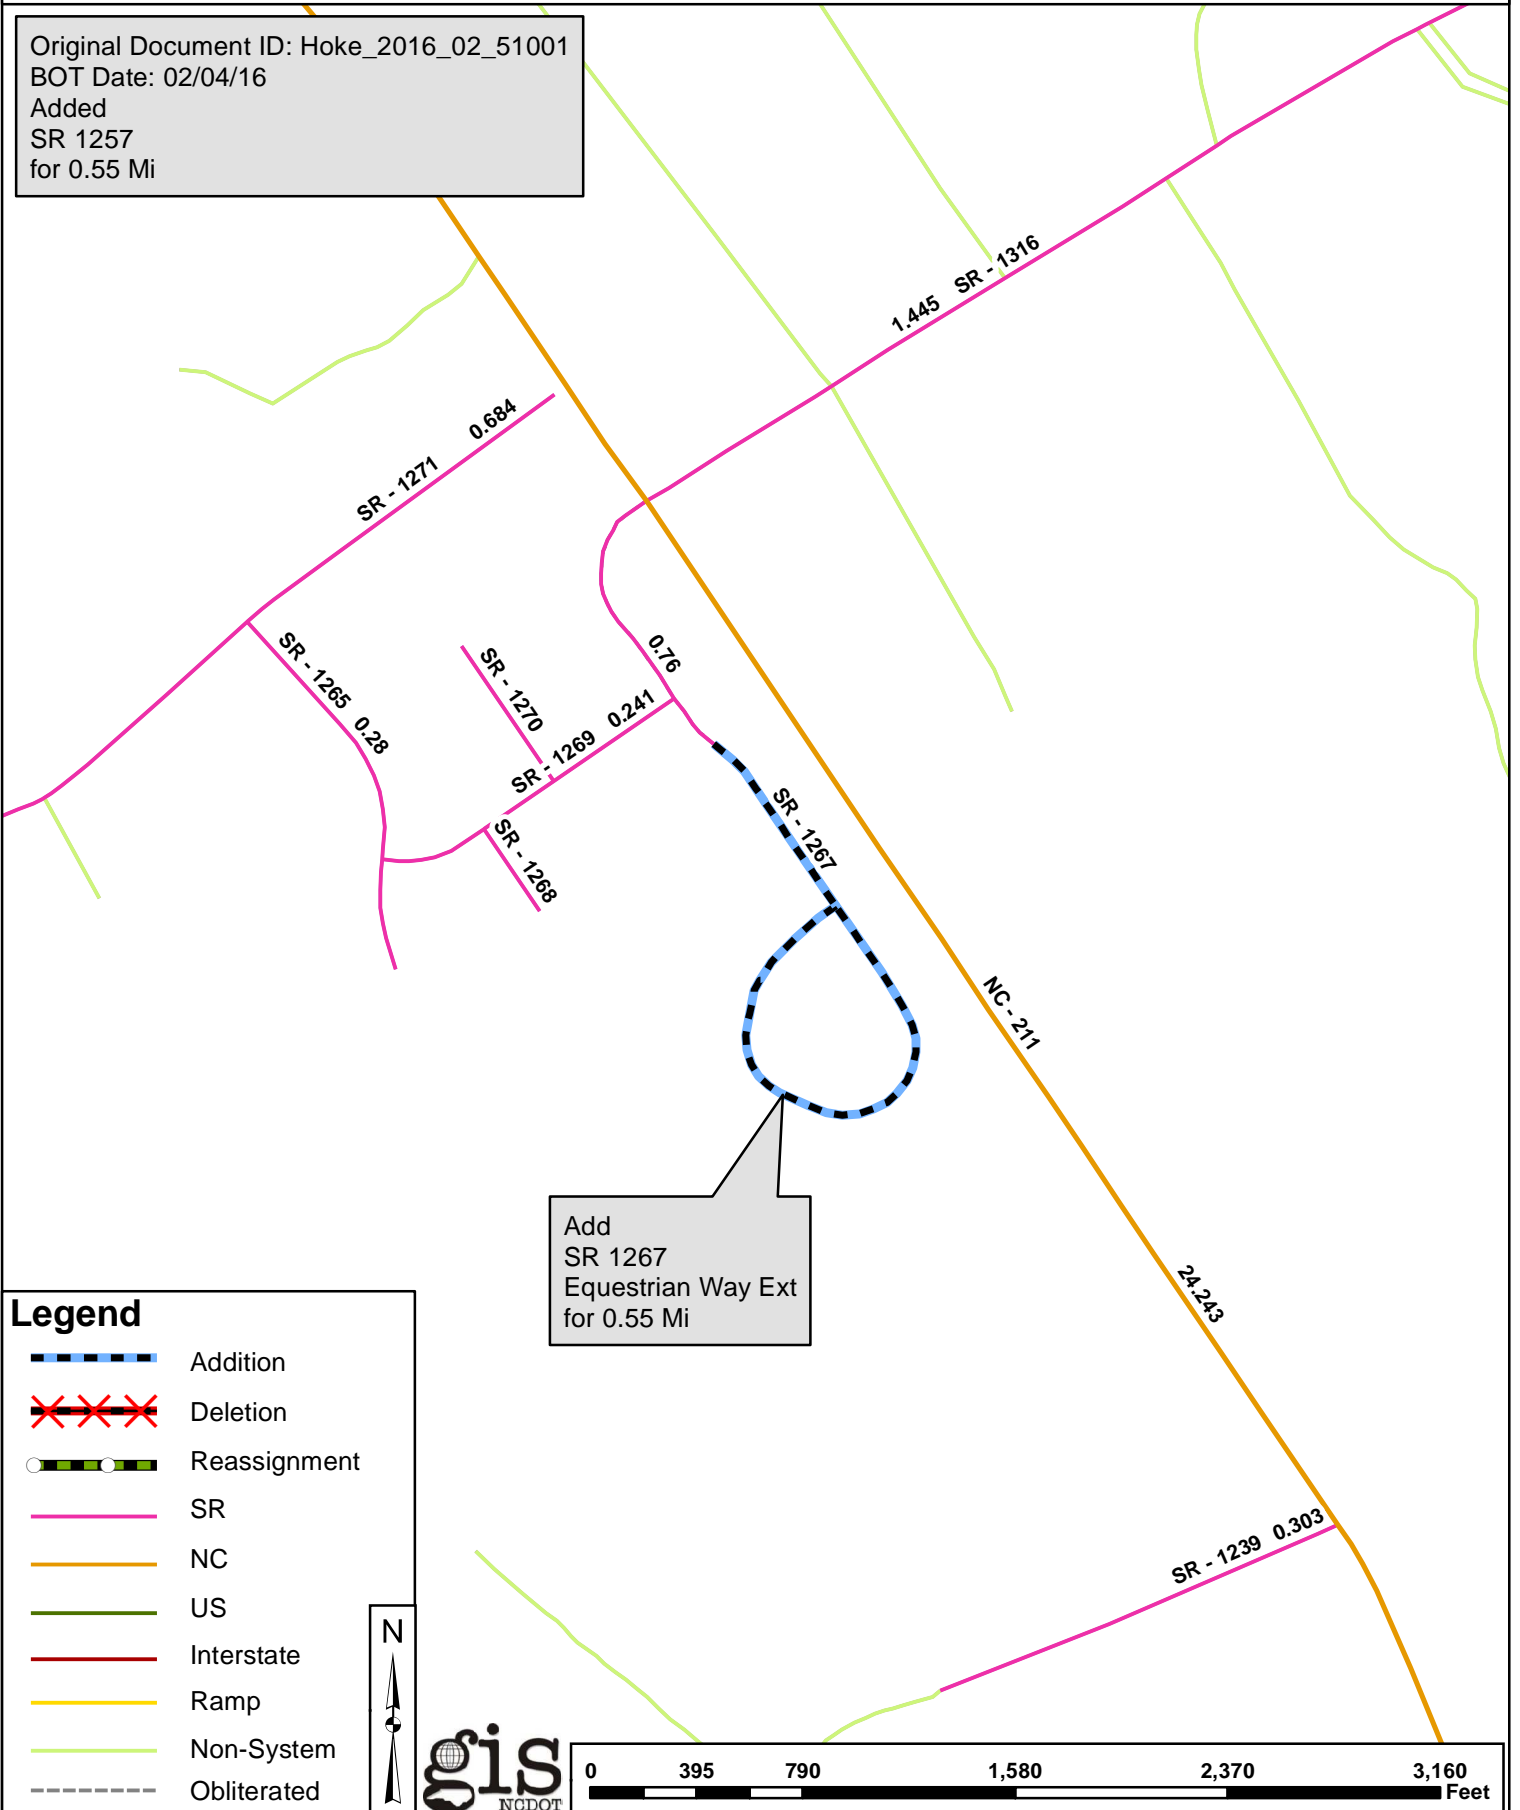 Original Document ID: Hoke_2016_02_51001
BOT Date: 02/04/16
Added
SR 1257
for 0.55 Mi
1.445 SR - 1316
SR - 1271 0.684
SR - 1265 0.28
SR - 1270
0.76
SR - 1269 0.241
SR - 1268
SR - 1267
NC - 211
24.243
Add
SR 1267
Equestrian Way Ext
for 0.55 Mi
SR - 1239 0.303
Legend
Addition
Deletion
Reassignment
SR
NC
US
Interstate
Ramp
Non-System
Obliterated
N
gis
NCDOT
0 395 790 1,580 2,370 3,160
Feet